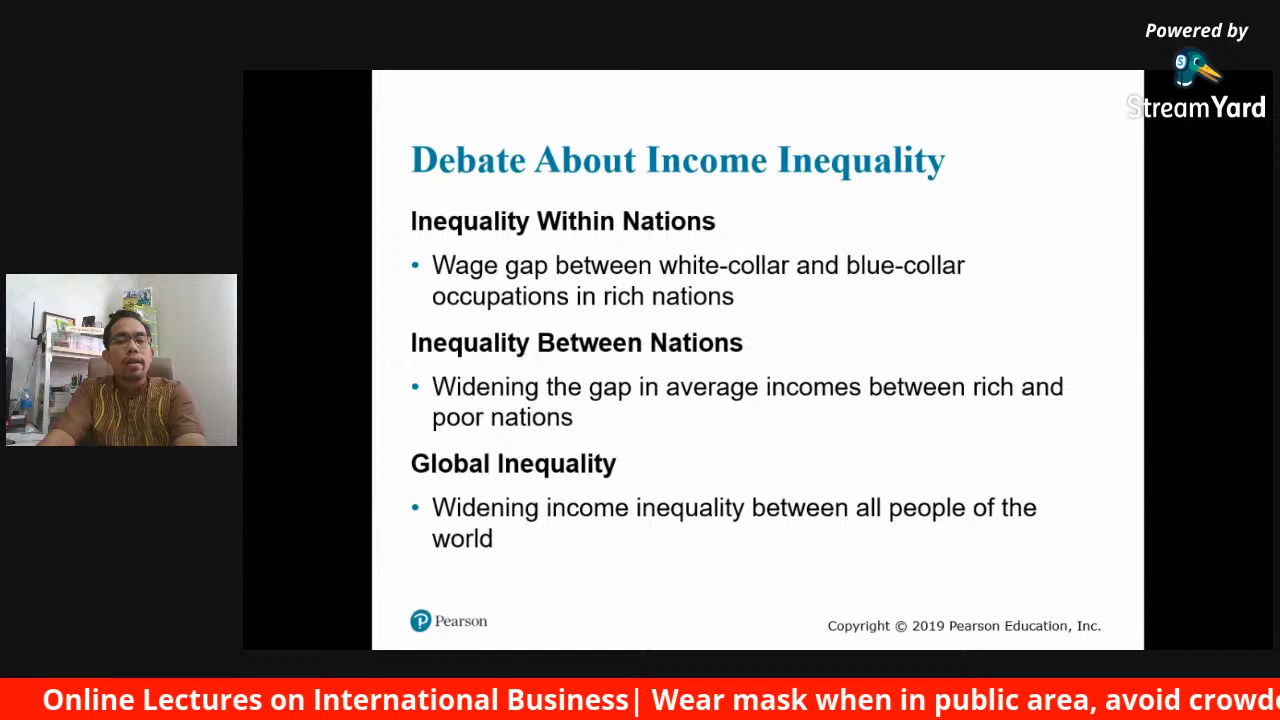 Powered by
StreamYard
Debate About Income Inequality
Inequality Within Nations
• Wage gap between white-collar and blue-collar
occupations in rich nations
Inequality Between Nations
• Widening the gap in average incomes between rich and
poor nations
Global Inequality
• Widening income inequality between all people of the
world
Pearson
Copyright © 2019 Pearson Education, Inc.
Online Lectures on International Business| Wear mask when in public area, avoid crowd